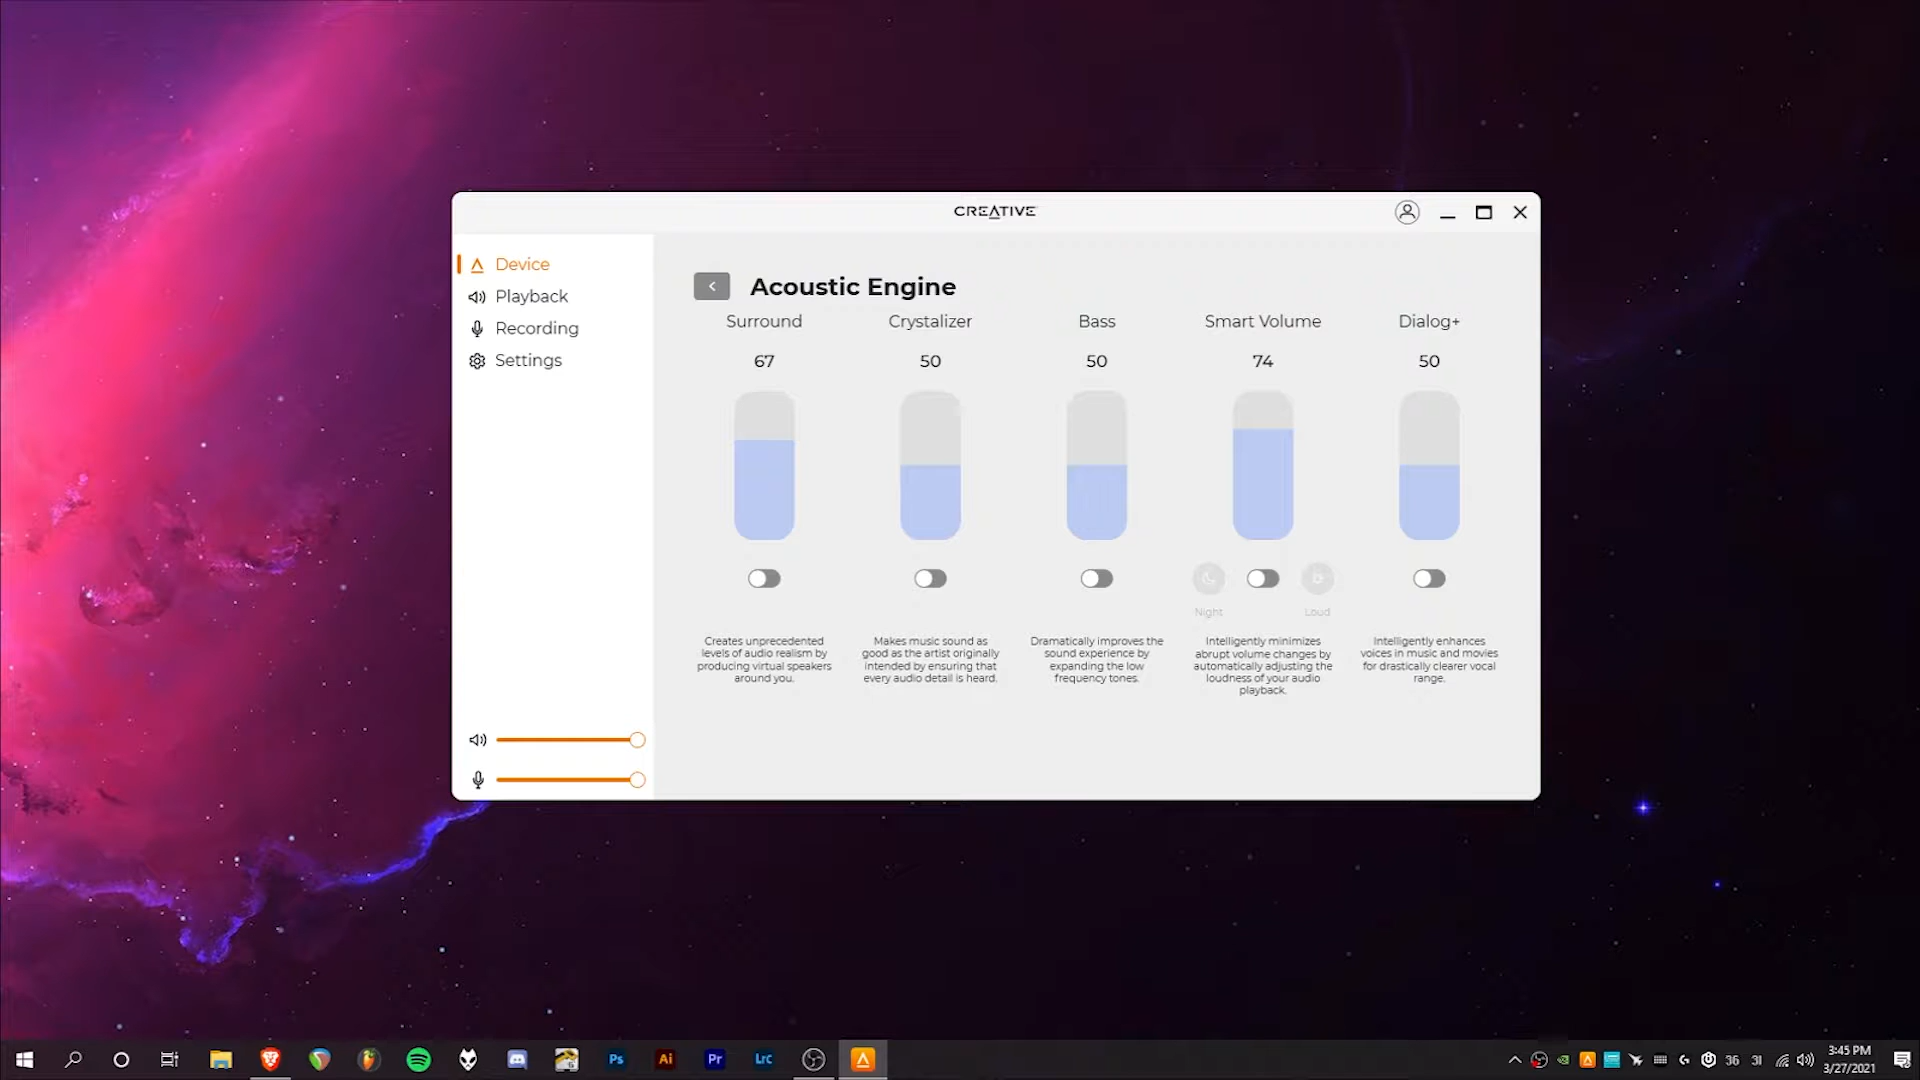 CREATIVE
Device
Playback
Recording
Settings
Acoustic Engine
Surround
Crystalizer
Bass
Smart Volume
Dialog+
67
50
50
74
50
Night
Loud
Creates unprecedented
levels of audio realism by
producing virtual speakers
around you.
Makes music sound as
good as the artist originally
intended by ensuring that
every audio detail is heard.
Dramatically improves the
sound experience by
expanding the low
frequency tones.
Intelligently minimizes
abrupt volume changes by
automatically adjusting the
loudness of your audio
playback.
Intelligently enhances
voices in music and movies
for drastically clearer vocal
range.
Ps
Ai
Pr
Lrc
36
31
3:45 PM
3/27/2021